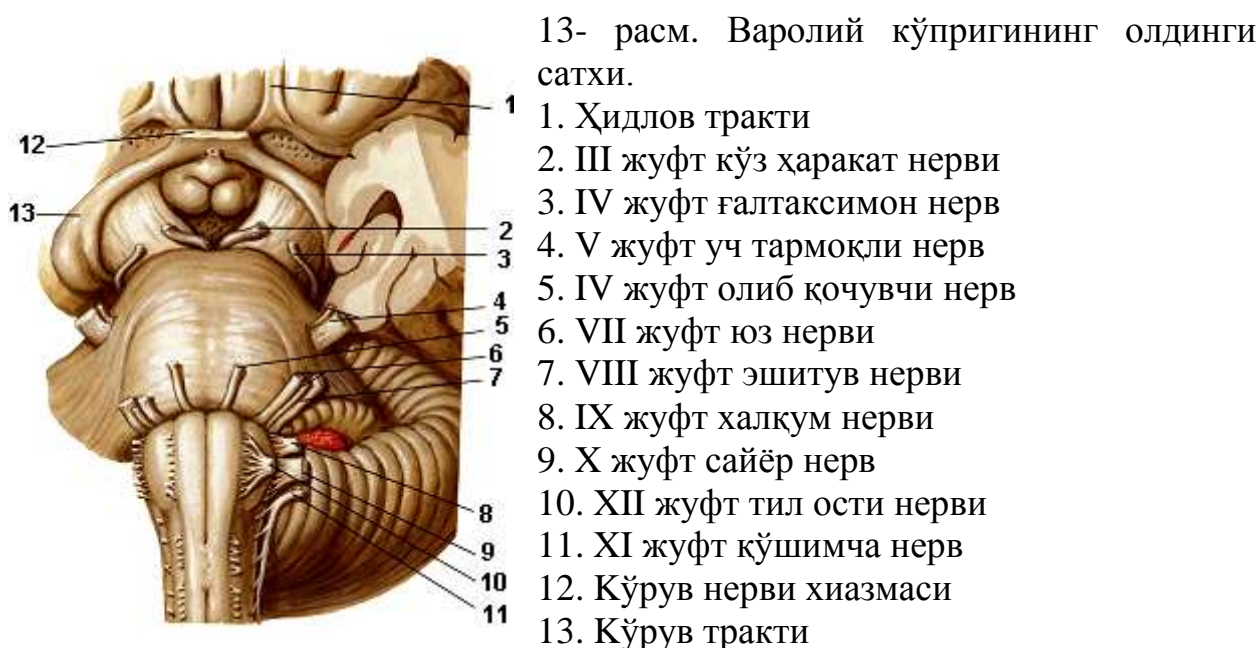 13- расм. Варолий кўпригининг олдинги
сатхи.
1. Ҳидлов тракти
2. III жуфт кўз ҳаракат нерви
3. IV жуфт ғалтаксимон нерв
4. V жуфт уч тармоқли нерв
5. IV жуфт олиб қочувчи нерв
6. VII жуфт юз нерви
7. VIII жуфт эшитув нерви
8. IX жуфт халқум нерви
9. X жуфт сайёр нерв
10. XII жуфт тил ости нерви
11. XI жуфт қўшимча нерв
12. Кўрув нерви хиазмаси
13. Кўрув тракти
1
12
13
2
3
4
5
6
7
8
9
10
11